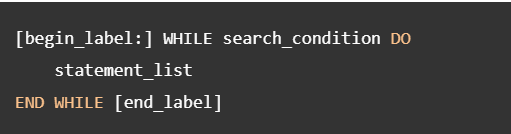 [begin_label:] WHILE search_condition DO
statement_list
END WHILE [end_label]